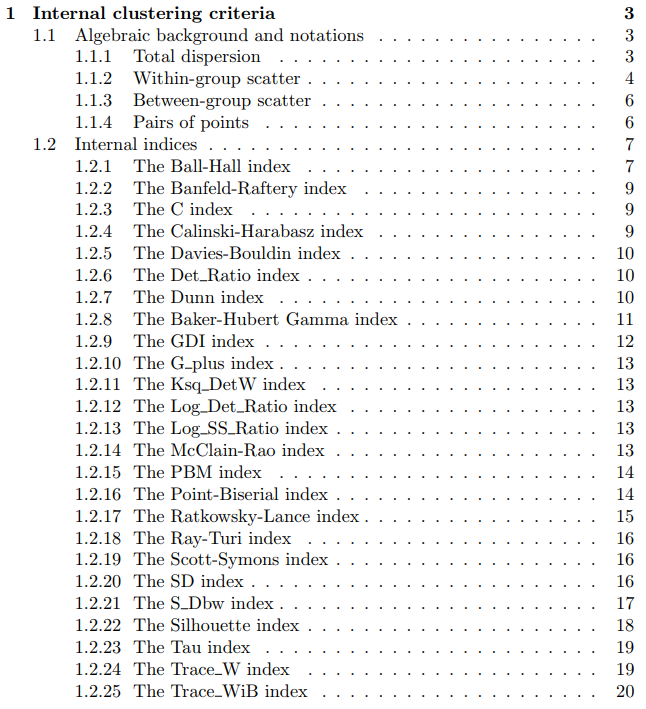 1 Internal clustering criteria 3
1.1 Algebraic background and notations . . . . . . . . . . . . . . . . 3
1.1.1 Total dispersion . . . . . . . . . . . . . . . . . . . . . . . 3
1.1.2 Within-group scatter . . . . . . . . . . . . . . . . . . . . . 4
1.1.3 Between-group scatter . . . . . . . . . . . . . . . . . . . . 6
1.1.4 Pairs of points . . . . . . . . . . . . . . . . . . . . . . . . 6
1.2 Internal indices . . . . . . . . . . . . . . . . . . . . . . . . . . . . 7
1.2.1 The Ball-Hall index . . . . . . . . . . . . . . . . . . . . . 7
1.2.2 The Banfeld-Raftery index . . . . . . . . . . . . . . . . . 9
1.2.3 The C index . . . . . . . . . . . . . . . . . . . . . . . . . 9
1.2.4 The Calinski-Harabasz index . . . . . . . . . . . . . . . . 9
1.2.5 The Davies-Bouldin index . . . . . . . . . . . . . . . . . . 10
1.2.6 The Det_Ratio index . . . . . . . . . . . . . . . . . . . . . 10
1.2.7 The Dunn index . . . . . . . . . . . . . . . . . . . . . . . 10
1.2.8 The Baker-Hubert Gamma index . . . . . . . . . . . . . . 11
1.2.9 The GDI index . . . . . . . . . . . . . . . . . . . . . . . . 12
1.2.10 The G_plus index . . . . . . . . . . . . . . . . . . . . . . . 13
1.2.11 The Ksq_DetW index . . . . . . . . . . . . . . . . . . . . 13
1.2.12 The Log_Det_Ratio index . . . . . . . . . . . . . . . . . . 13
1.2.13 The Log_SS_Ratio index . . . . . . . . . . . . . . . . . . . 13
1.2.14 The McClain-Rao index . . . . . . . . . . . . . . . . . . . 13
1.2.15 The PBM index . . . . . . . . . . . . . . . . . . . . . . . 14
1.2.16 The Point-Biserial index . . . . . . . . . . . . . . . . . . . 14
1.2.17 The Ratkowsky-Lance index . . . . . . . . . . . . . . . . . 15
1.2.18 The Ray-Turi index . . . . . . . . . . . . . . . . . . . . . 16
1.2.19 The Scott-Symons index . . . . . . . . . . . . . . . . . . . 16
1.2.20 The SD index . . . . . . . . . . . . . . . . . . . . . . . . . 16
1.2.21 The S_Dbw index . . . . . . . . . . . . . . . . . . . . . . . 17
1.2.22 The Silhouette index . . . . . . . . . . . . . . . . . . . . . 18
1.2.23 The Tau index . . . . . . . . . . . . . . . . . . . . . . . . 19
1.2.24 The Trace_W index . . . . . . . . . . . . . . . . . . . . . 19
1.2.25 The Trace_WiB index . . . . . . . . . . . . . . . . . . . . 20